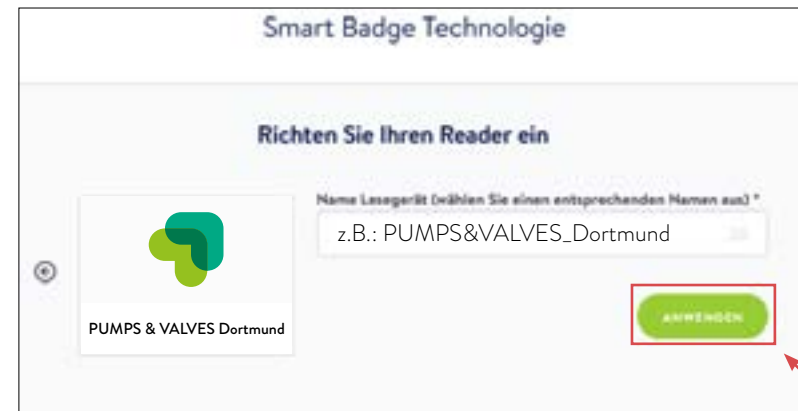 Smart Badge Technologie
Richten Sie Ihren Reader ein
Name Lesegerät (wählen Sie einen entsprechenden Namen aus) *
z.B.: PUMPS&VALVES_Dortmund
ANWENDEN
PUMPS & VALVES Dortmund